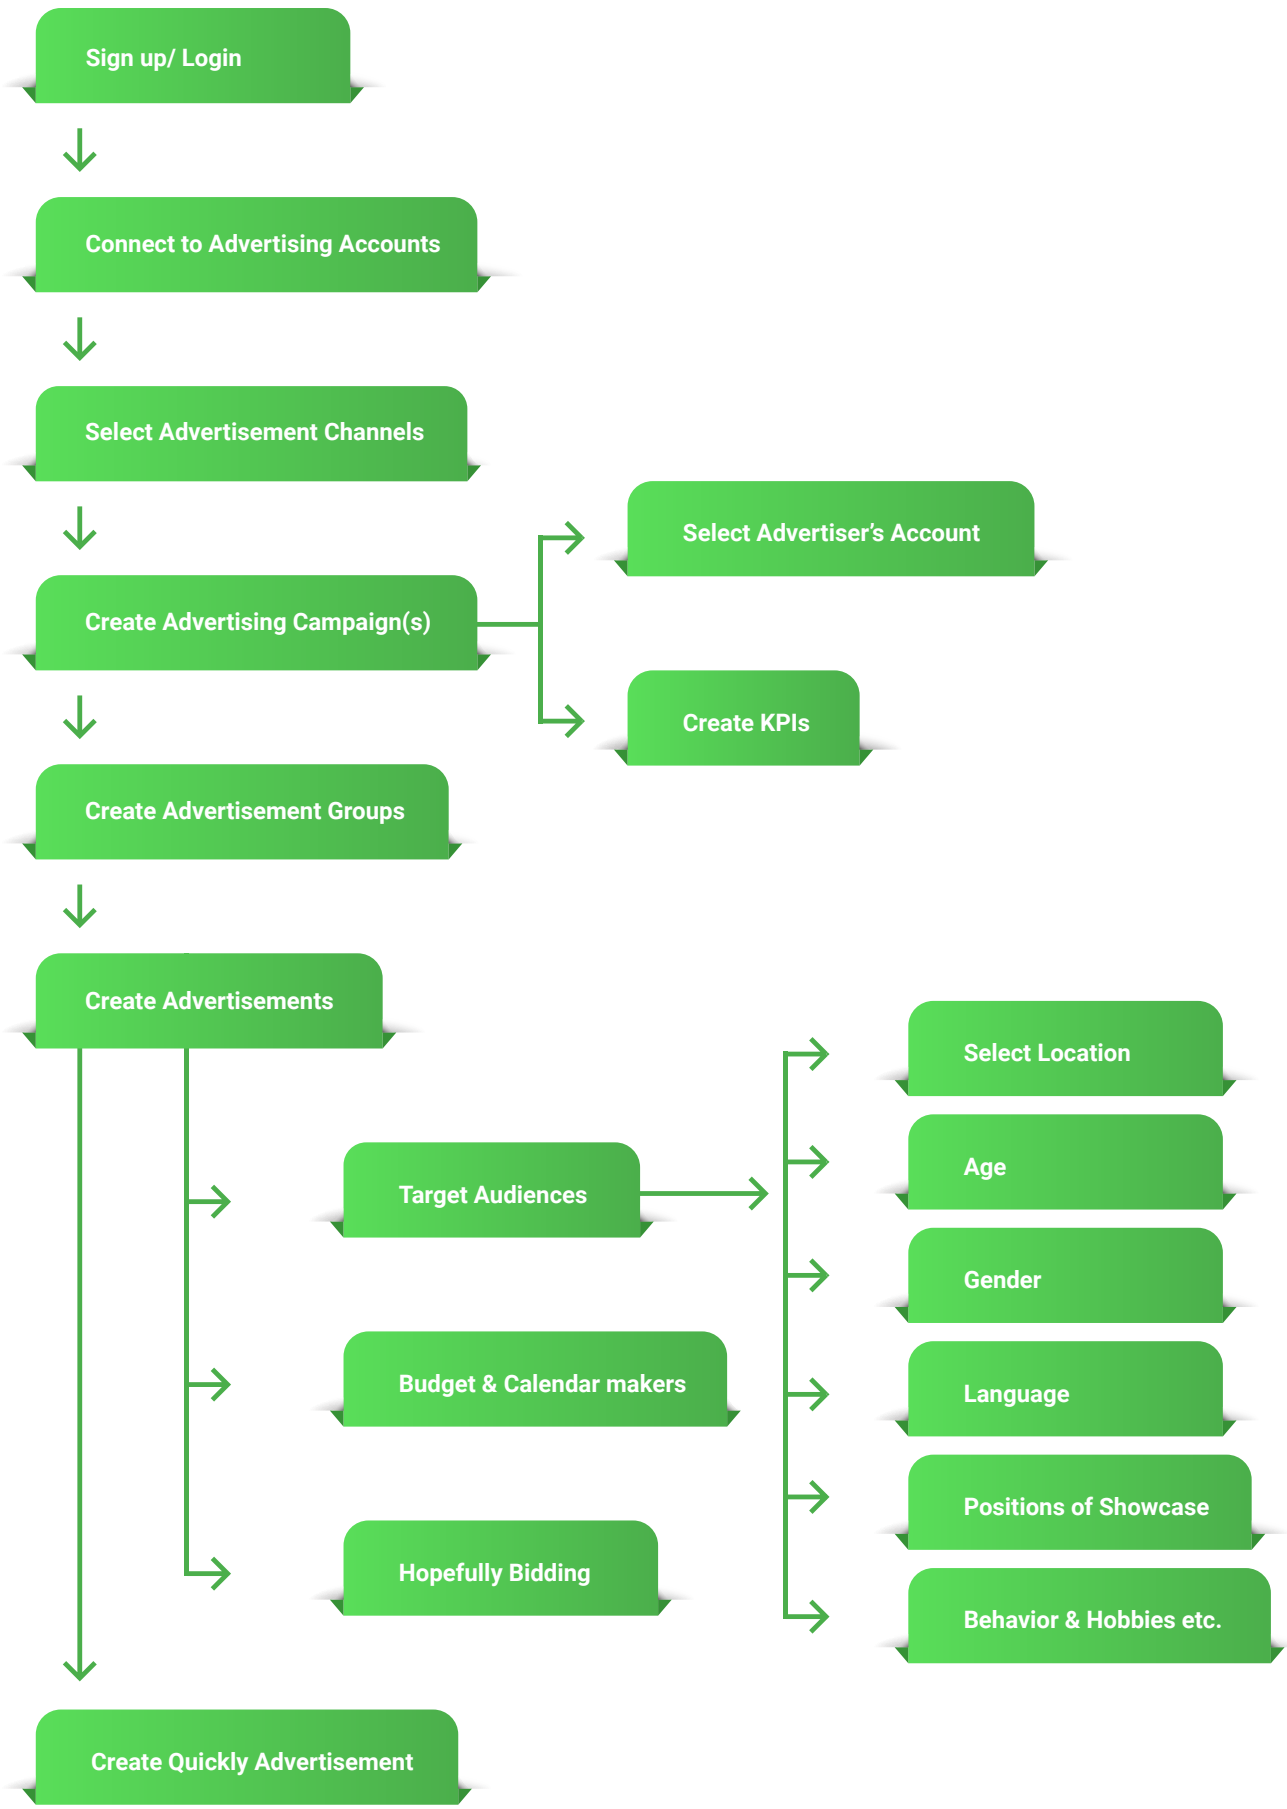 Sign up/ Login
Connect to Advertising Accounts
Select Advertisement Channels
Select Advertiser’s Account
Create Advertising Campaign(s)
Create KPIs
Create Advertisement Groups
Create Advertisements
Select Location
Age
Target Audiences
Gender
Budget & Calendar makers
Language
Positions of Showcase
Hopefully Bidding
Behavior & Hobbies etc.
Create Quickly Advertisement